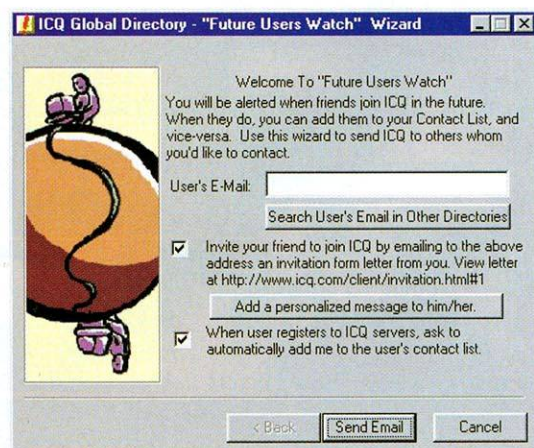 ICQ Global Directory - "Future Users Watch" Wizard
Welcome To "Future Users Watch"
You will be alerted when friends join ICQ in the future.
When they do, you can add them to your Contact List, and
vice-versa. Use this wizard to send ICQ to others whom
you'd like to contact.
User's E-Mail:
Search User's Email in Other Directories
Invite your friend to join ICQ by emailing to the above
address an invitation form letter from you. View letter
at http://www.icq.com/client/invitation.html#1
Add a personalized message to him/her.
When user registers to ICQ servers, ask to
automatically add me to the user's contact list.
< Back Send Email Cancel